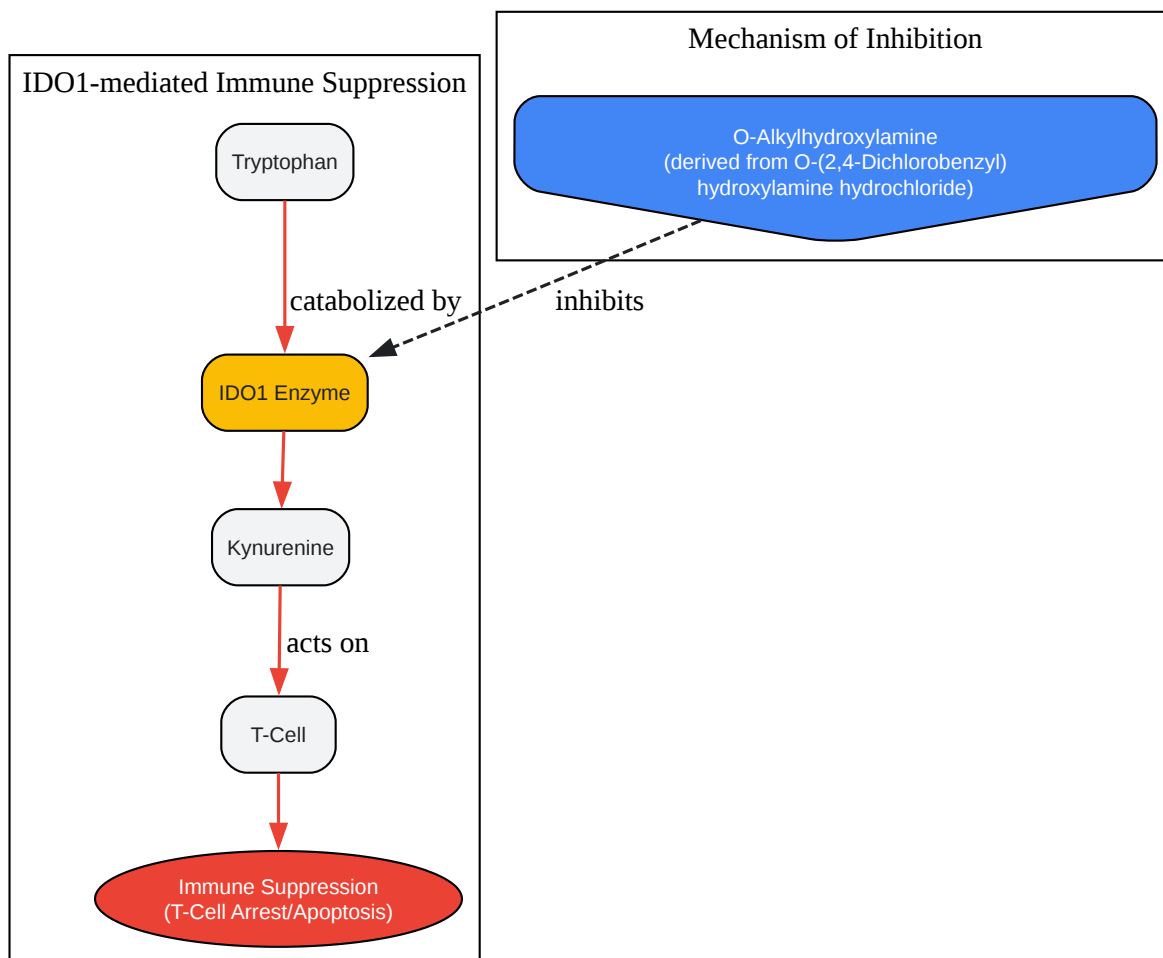 IDO1-mediated Immune Suppression
Tryptophan
catabolized by
IDO1 Enzyme
Kynurenine
acts on
T-Cell
Immune Suppression
(T-Cell Arrest/Apoptosis)
Mechanism of Inhibition
O-Alkylhydroxylamine
(derived from O-(2,4-Dichlorobenzyl)
hydroxylamine hydrochloride)
inhibits